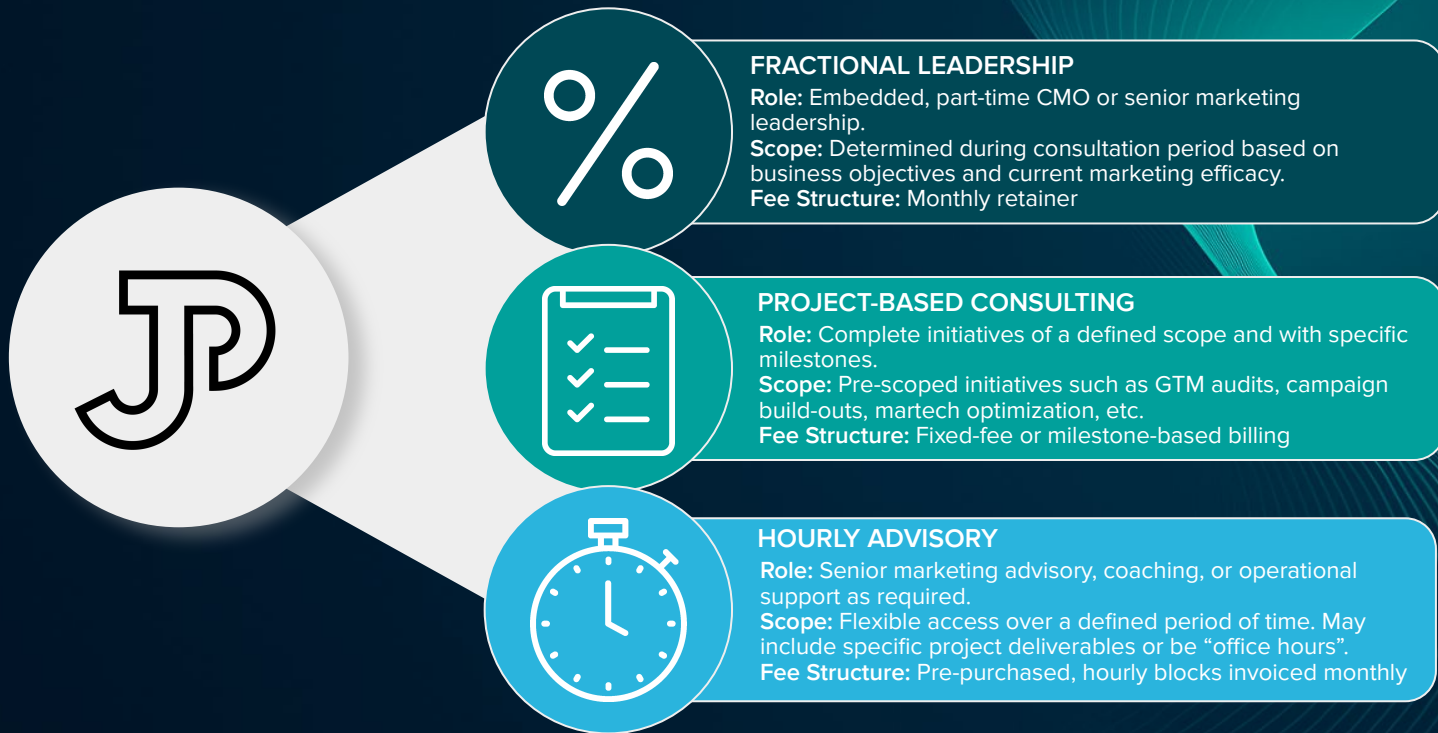 JP
FRACTIONAL LEADERSHIP
Role: Embedded, part-time CMO or senior marketing
leadership.
Scope: Determined during consultation period based on
business objectives and current marketing efficacy.
Fee Structure: Monthly retainer
PROJECT-BASED CONSULTING
Role: Complete initiatives of a defined scope and with specific
milestones.
Scope: Pre-scoped initiatives such as GTM audits, campaign
build-outs, martech optimization, etc.
Fee Structure: Fixed-fee or milestone-based billing
HOURLY ADVISORY
Role: Senior marketing advisory, coaching, or operational
support as required.
Scope: Flexible access over a defined period of time. May
include specific project deliverables or be “office hours”.
Fee Structure: Pre-purchased, hourly blocks invoiced monthly